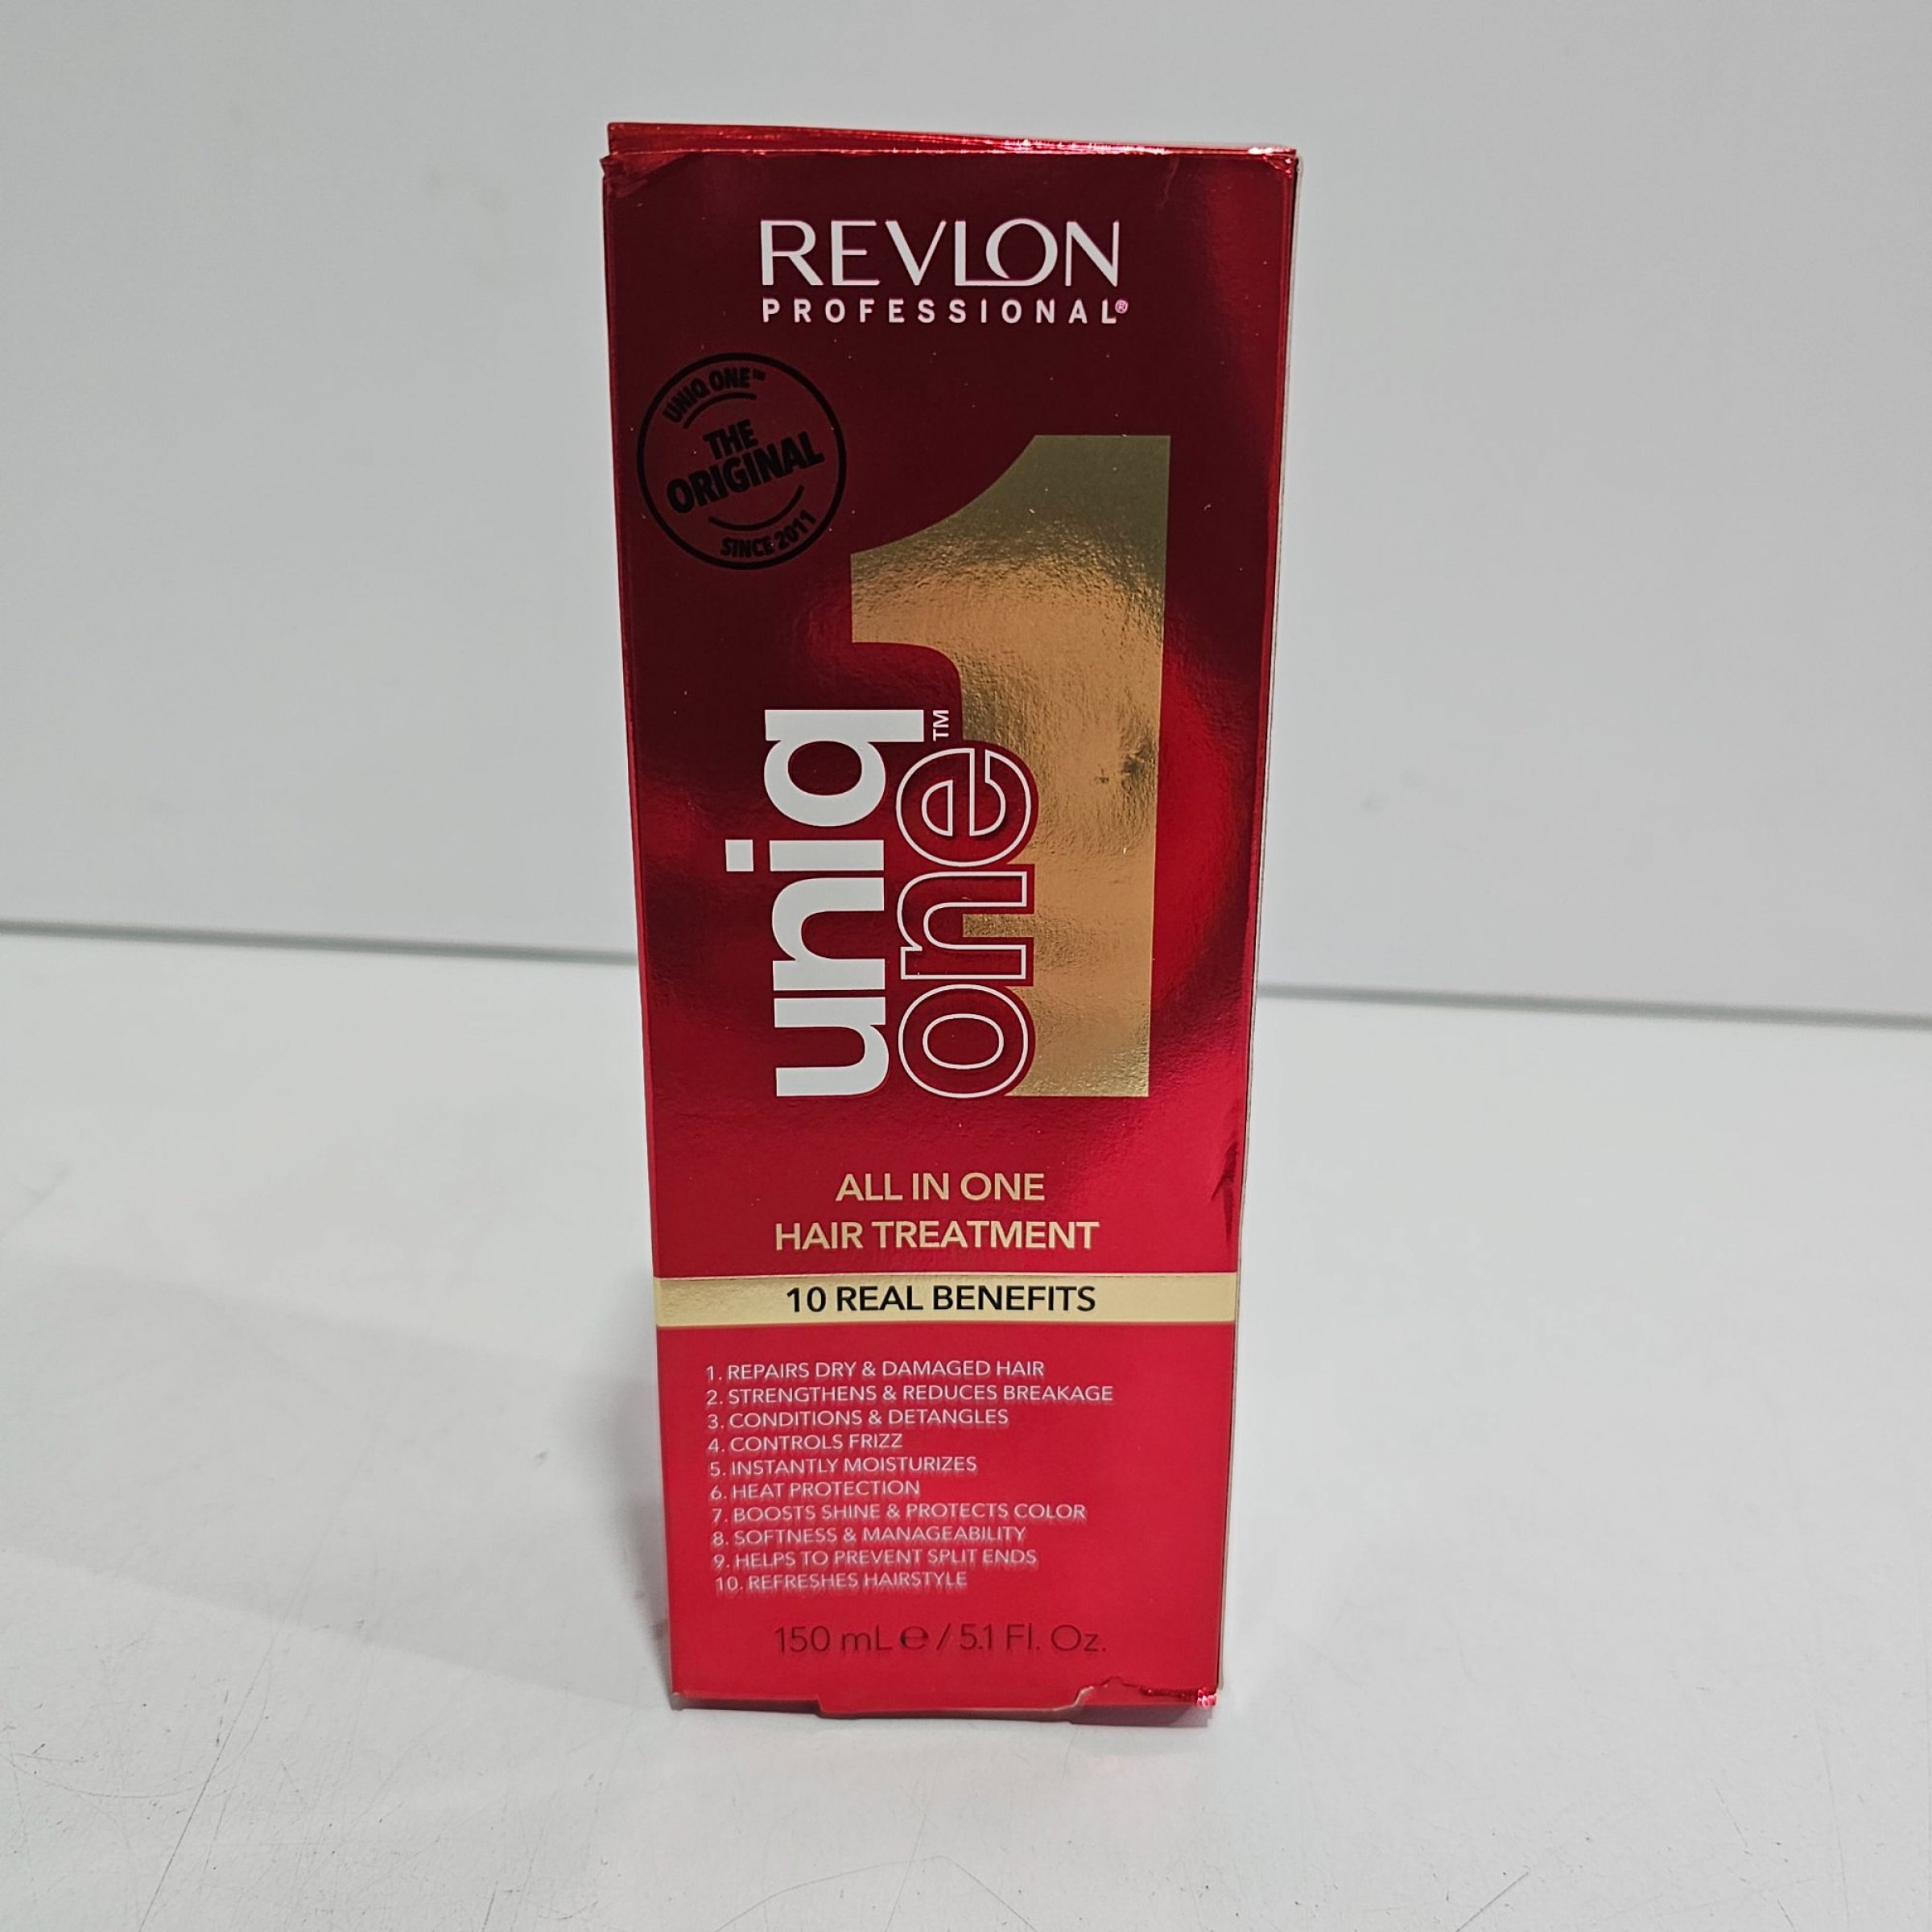 REVLON
PROFESSIONAL®
UNIQ ONE™
THE
ORIGINAL
SINCE 2011
1
uniq
one™
ALL IN ONE
HAIR TREATMENT
10 REAL BENEFITS
1. REPAIRS DRY & DAMAGED HAIR
2. STRENGTHENS & REDUCES BREAKAGE
3. CONDITIONS & DETANGLES
4. CONTROLS FRIZZ
5. INSTANTLY MOISTURIZES
6. HEAT PROTECTION
7. BOOSTS SHINE & PROTECTS COLOR
8. SOFTNESS & MANAGEABILITY
9. HELPS TO PREVENT SPLIT ENDS
10. REFRESHES HAIRSTYLE
150 mL ℮ / 5.1 Fl. Oz.